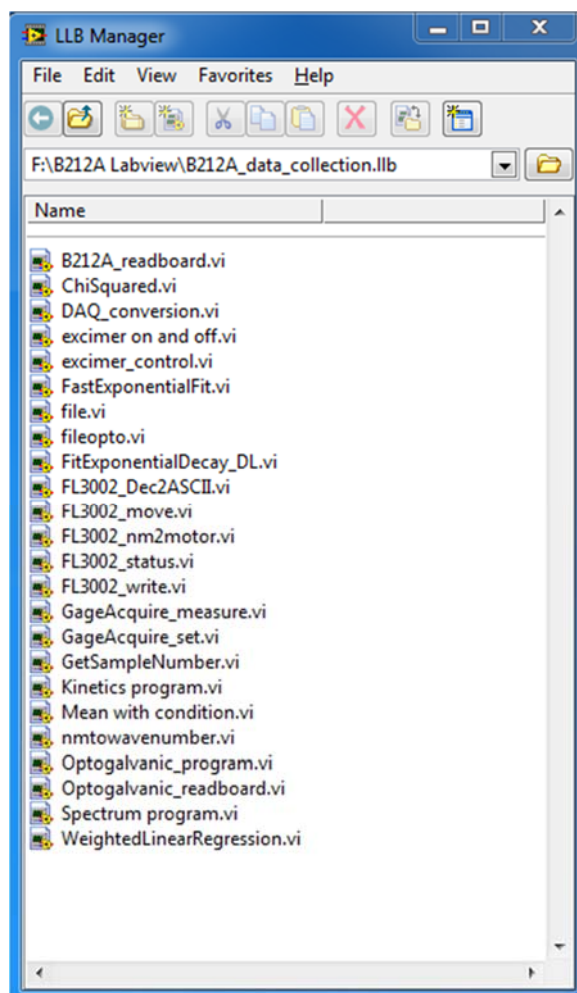 LLB Manager
File Edit View Favorites Help
F:\B212A Labview\B212A_data_collection.llb
Name
B212A_readboard.vi
ChiSquared.vi
DAQ_conversion.vi
excimer on and off.vi
excimer_control.vi
FastExponentialFit.vi
file.vi
fileopto.vi
FitExponentialDecay_DL.vi
FL3002_Dec2ASCII.vi
FL3002_move.vi
FL3002_nm2motor.vi
FL3002_status.vi
FL3002_write.vi
GageAcquire_measure.vi
GageAcquire_set.vi
GetSampleNumber.vi
Kinetics program.vi
Mean with condition.vi
nmtowavenumber.vi
Optogalvanic_program.vi
Optogalvanic_readboard.vi
Spectrum program.vi
WeightedLinearRegression.vi